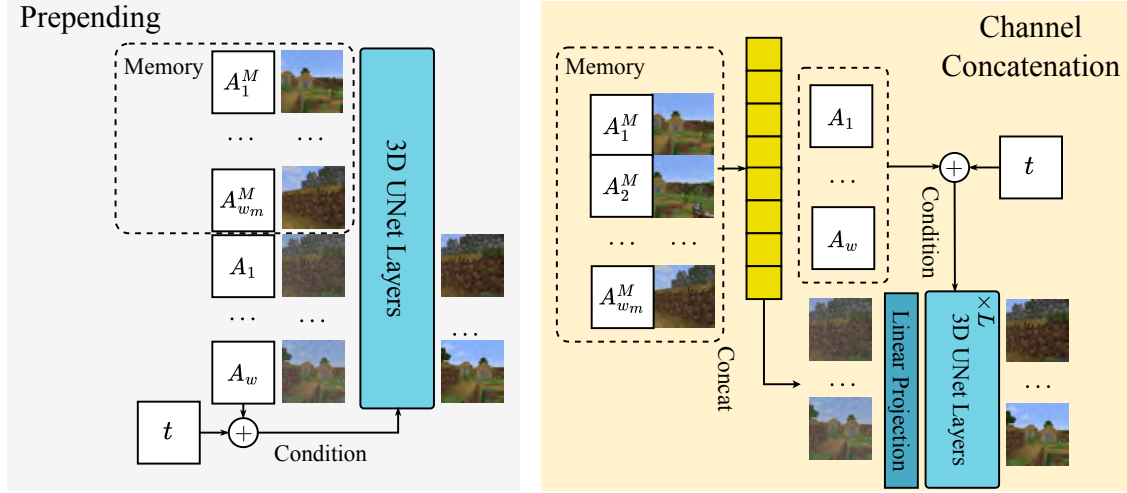 Prepending
Memory
A_1^M
... ...
A_{w_m}^M
A_1
... ...
...
A_w
t
+
Condition
3D UNet Layers
Channel
Concatenation
Memory
A_1^M
A_2^M
... ...
A_{w_m}^M
Concat
A_1
...
A_w
+
t
Condition
...
Linear Projection
3D UNet Layers
×L
...